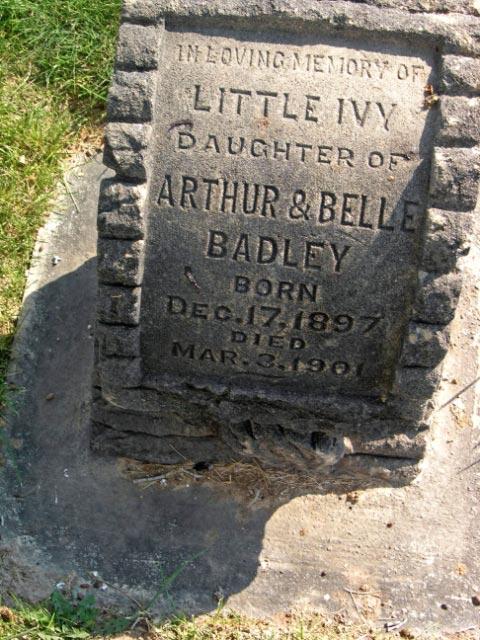 IN LOVING MEMORY OF
LITTLE IVY
DAUGHTER OF
ARTHUR & BELLE
BADLEY
BORN
DEC. 17, 1897
DIED
MAR. 3, 1901